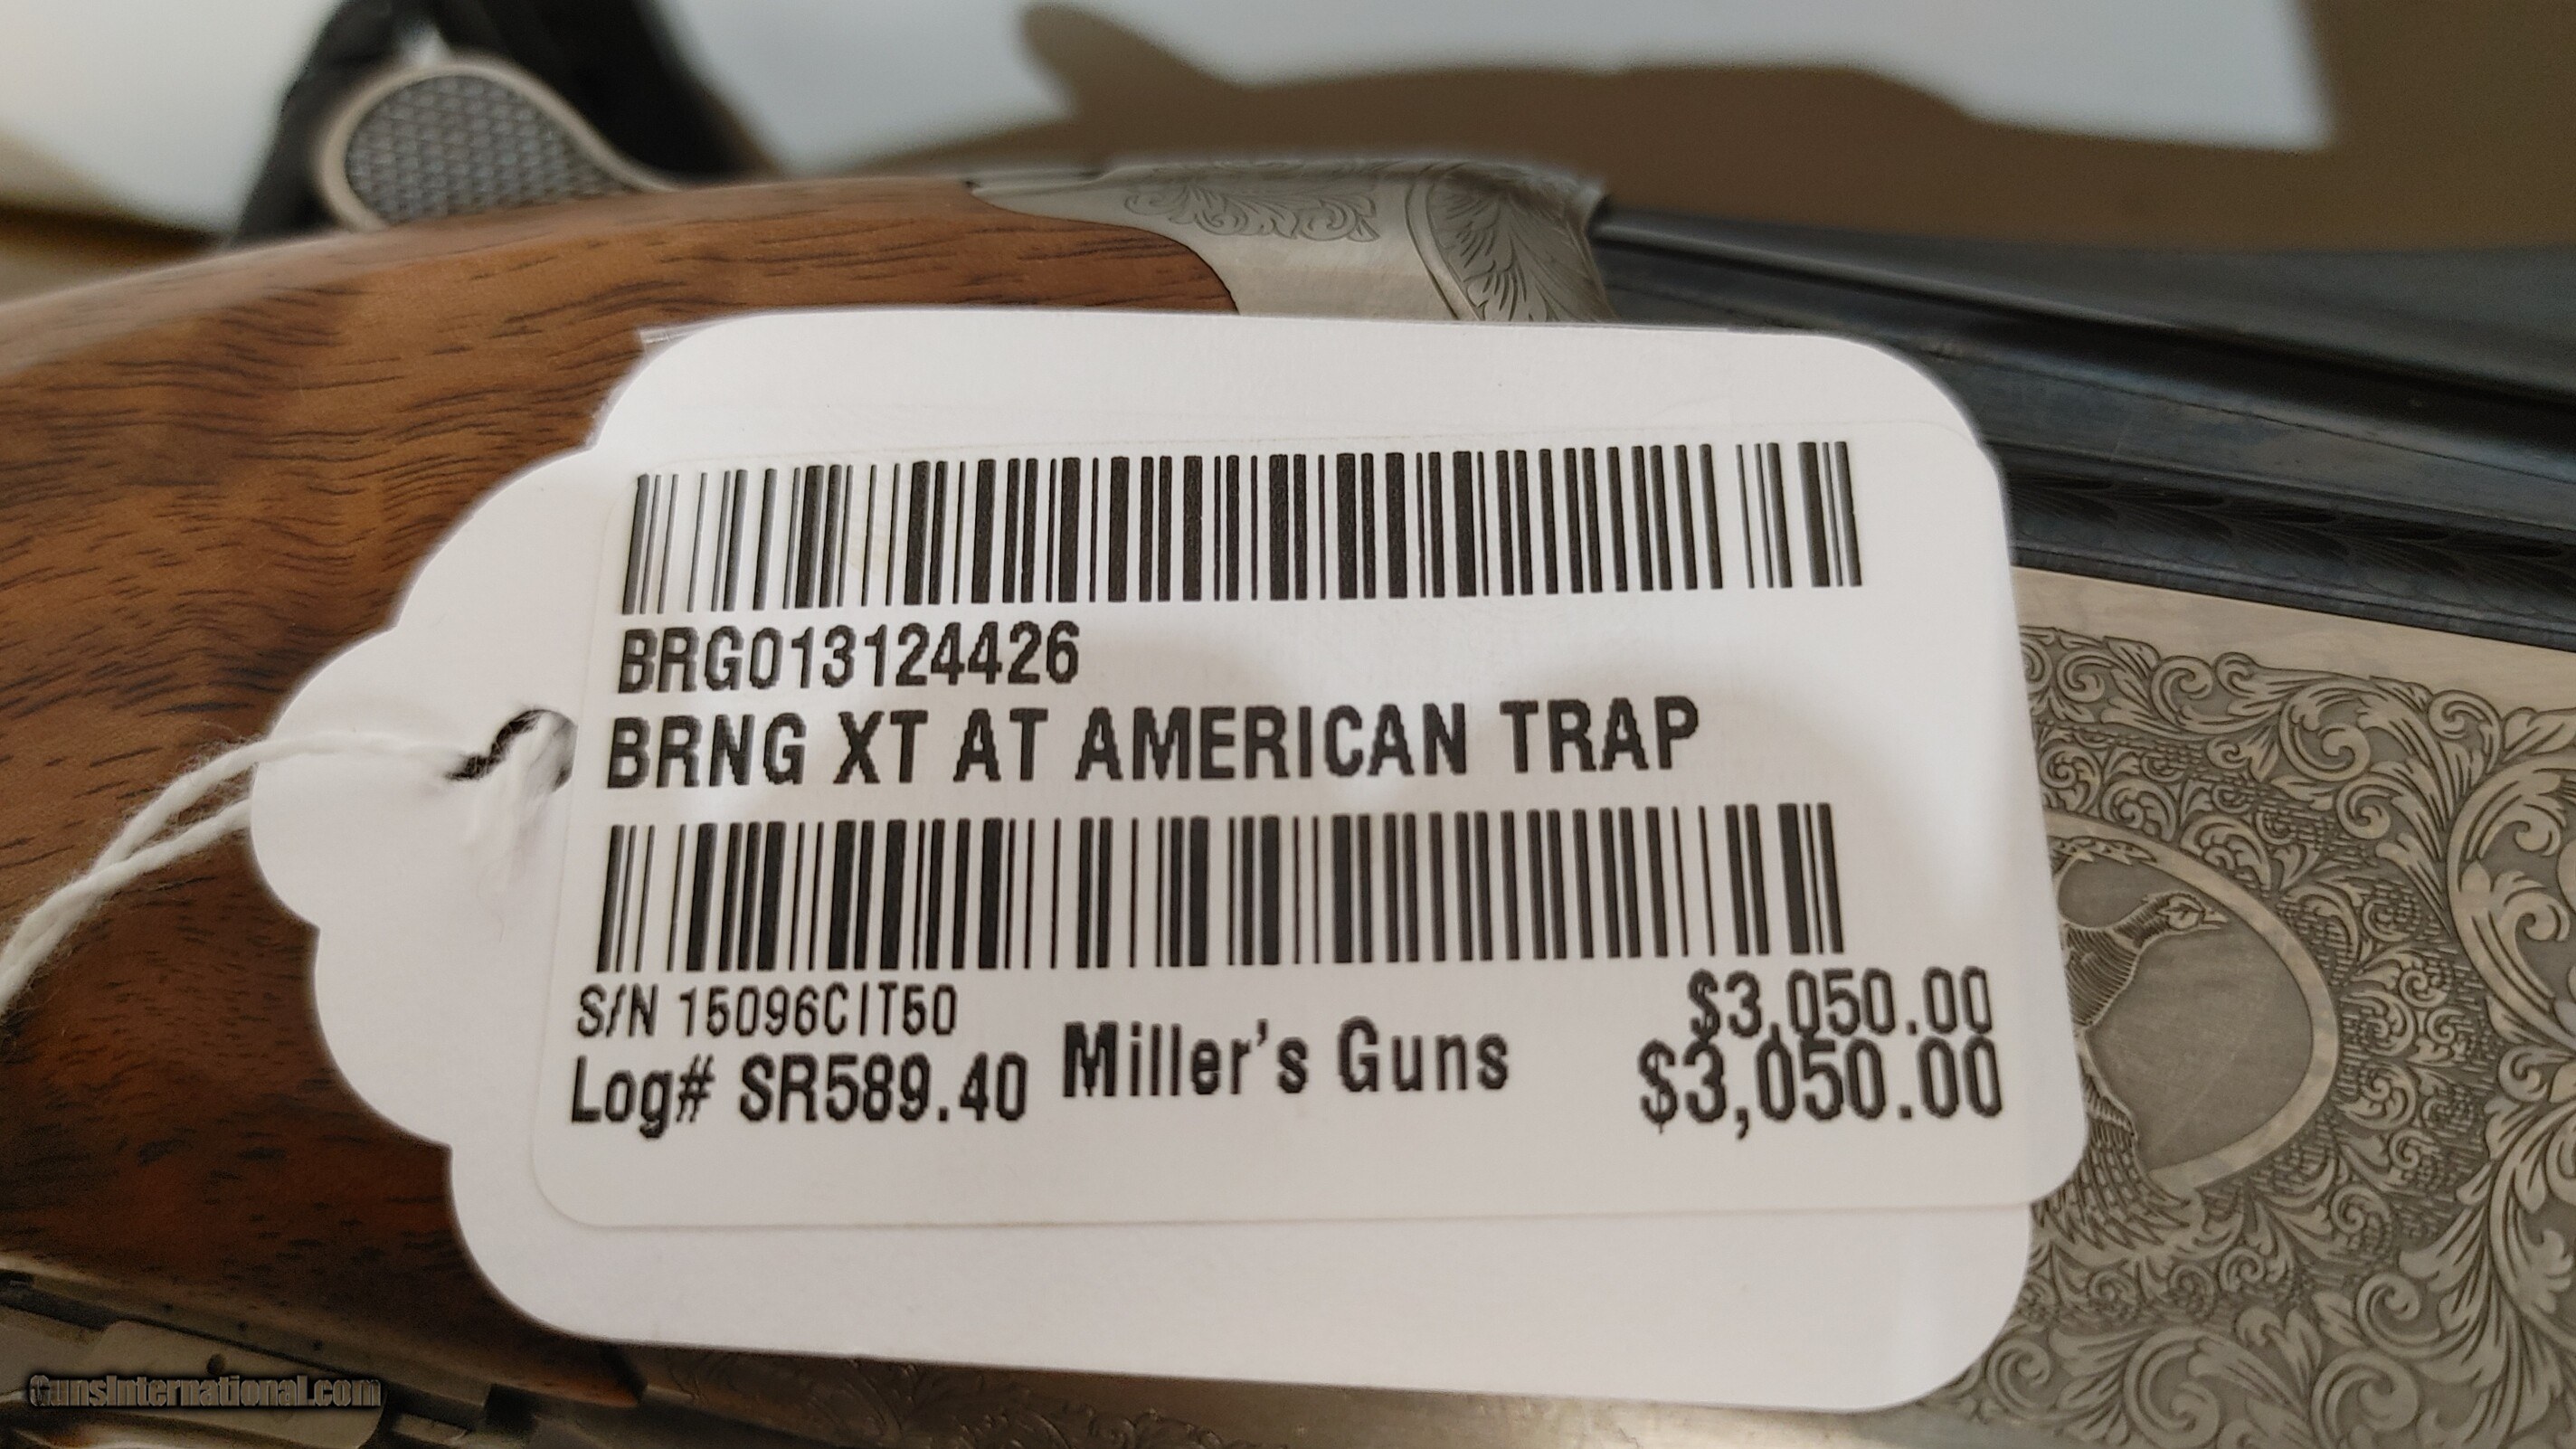 BRG013124426
BRNG XT AT AMERICAN TRAP
S/N 15096CIT50
$3,050.00
Log# SR589.40
Miller's Guns
$3,050.00
GunsInternational.com